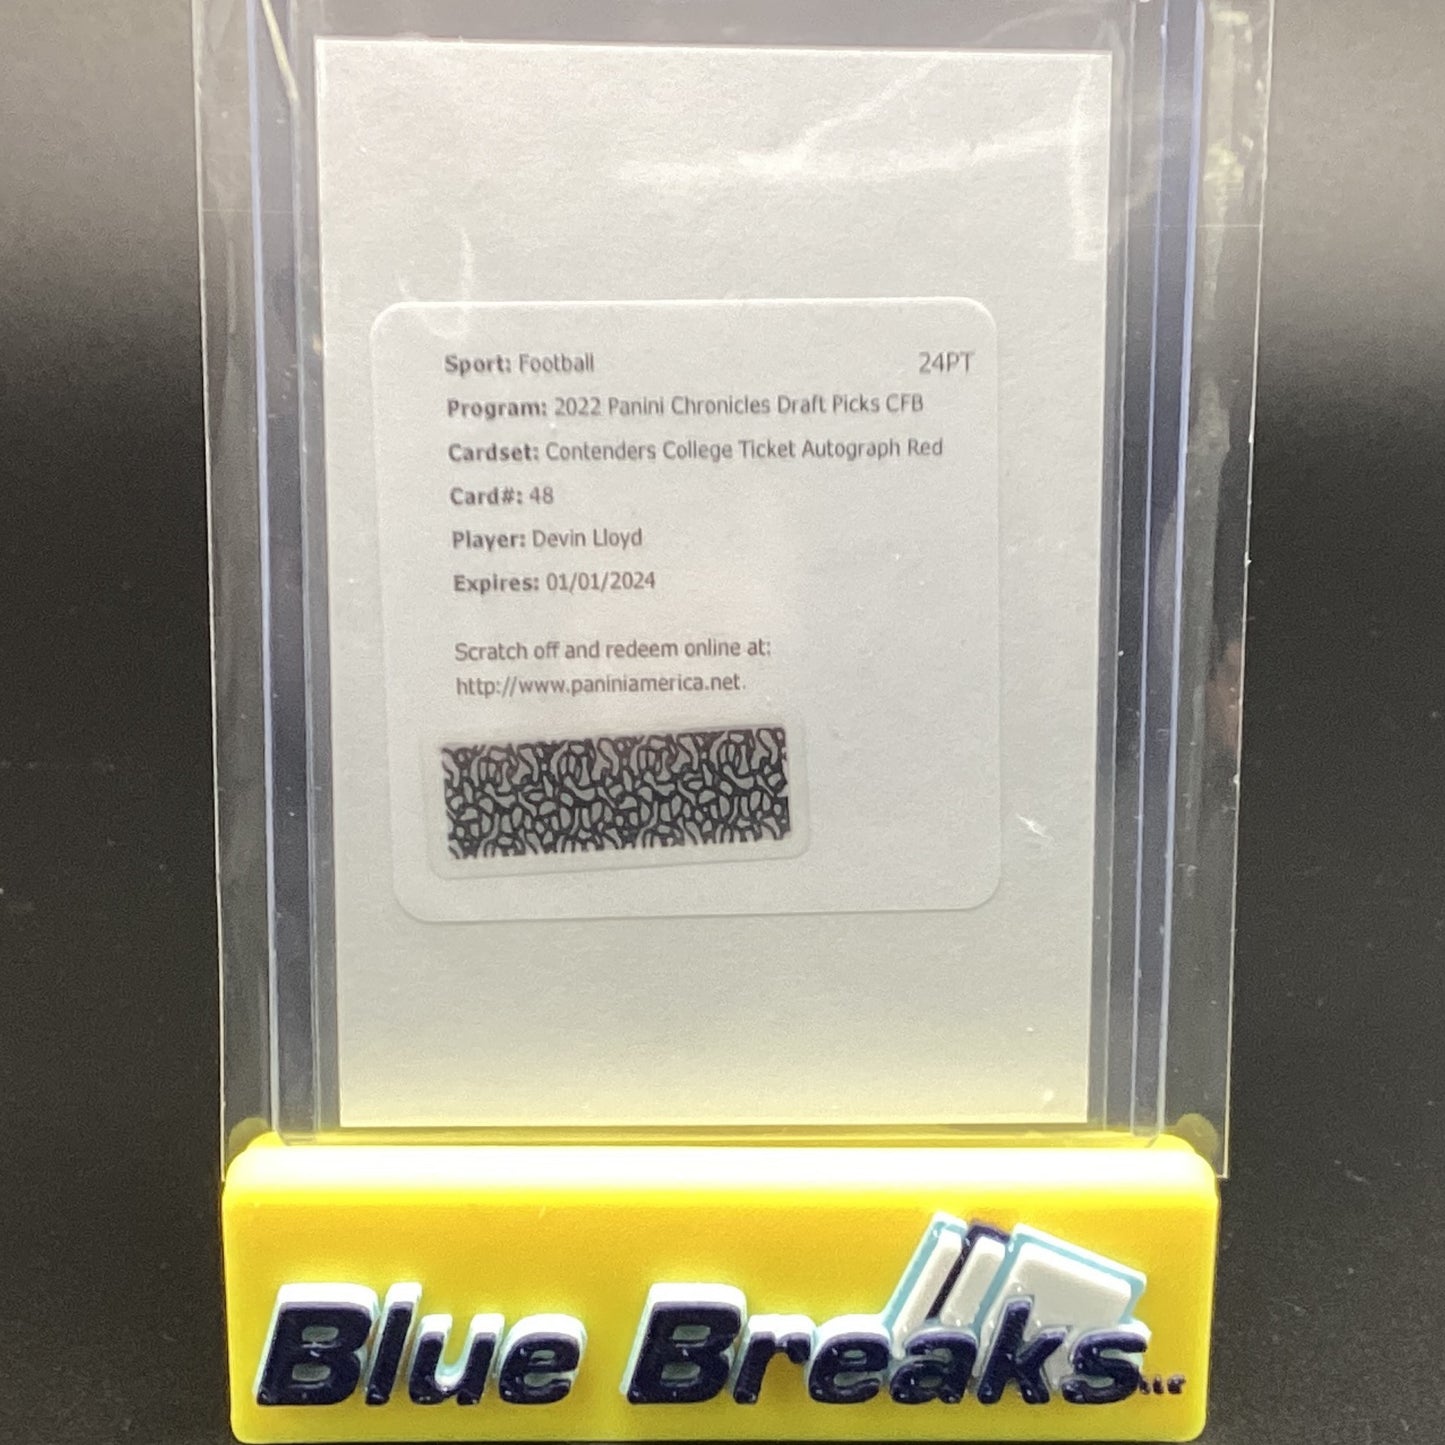 Sport: Football 24PT
Program: 2022 Panini Chronicles Draft Picks CFB
Cardset: Contenders College Ticket Autograph Red
Card#: 48
Player: Devin Lloyd
Expires: 01/01/2024
Scratch off and redeem online at:
http://www.paniniamerica.net.
Blue Breaks